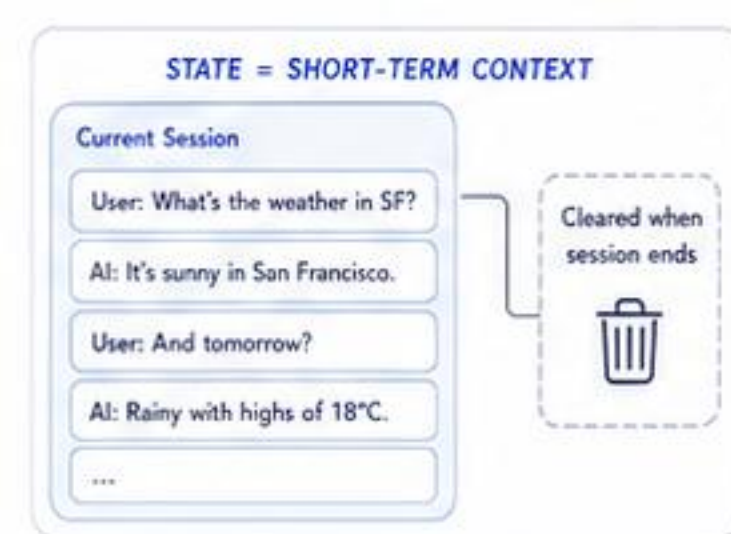 STATE = SHORT-TERM CONTEXT
Current Session
User: What's the weather in SF?
AI: It's sunny in San Francisco.
User: And tomorrow?
AI: Rainy with highs of 18°C.
...
Cleared when
session ends